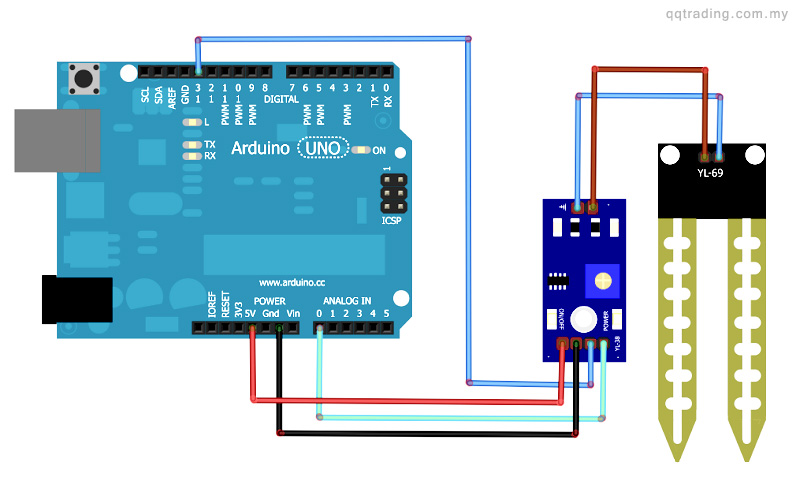 qqtrading.com.my
SCL
SDA
AREF
GND
13
12
PWM 11
PWM 10
PWM 9
8
7
PWM 6
PWM 5
4
PWM 3
2
TX 1
RX 0
DIGITAL
L
TX
RX
Arduino UNO
ON
1
ICSP
www.arduino.cc
POWER
ANALOG IN
IOREF
RESET
3V3
5V
Gnd
Vin
0 1 2 3 4 5
YL-69
ON/OFF
POWER
YL-38